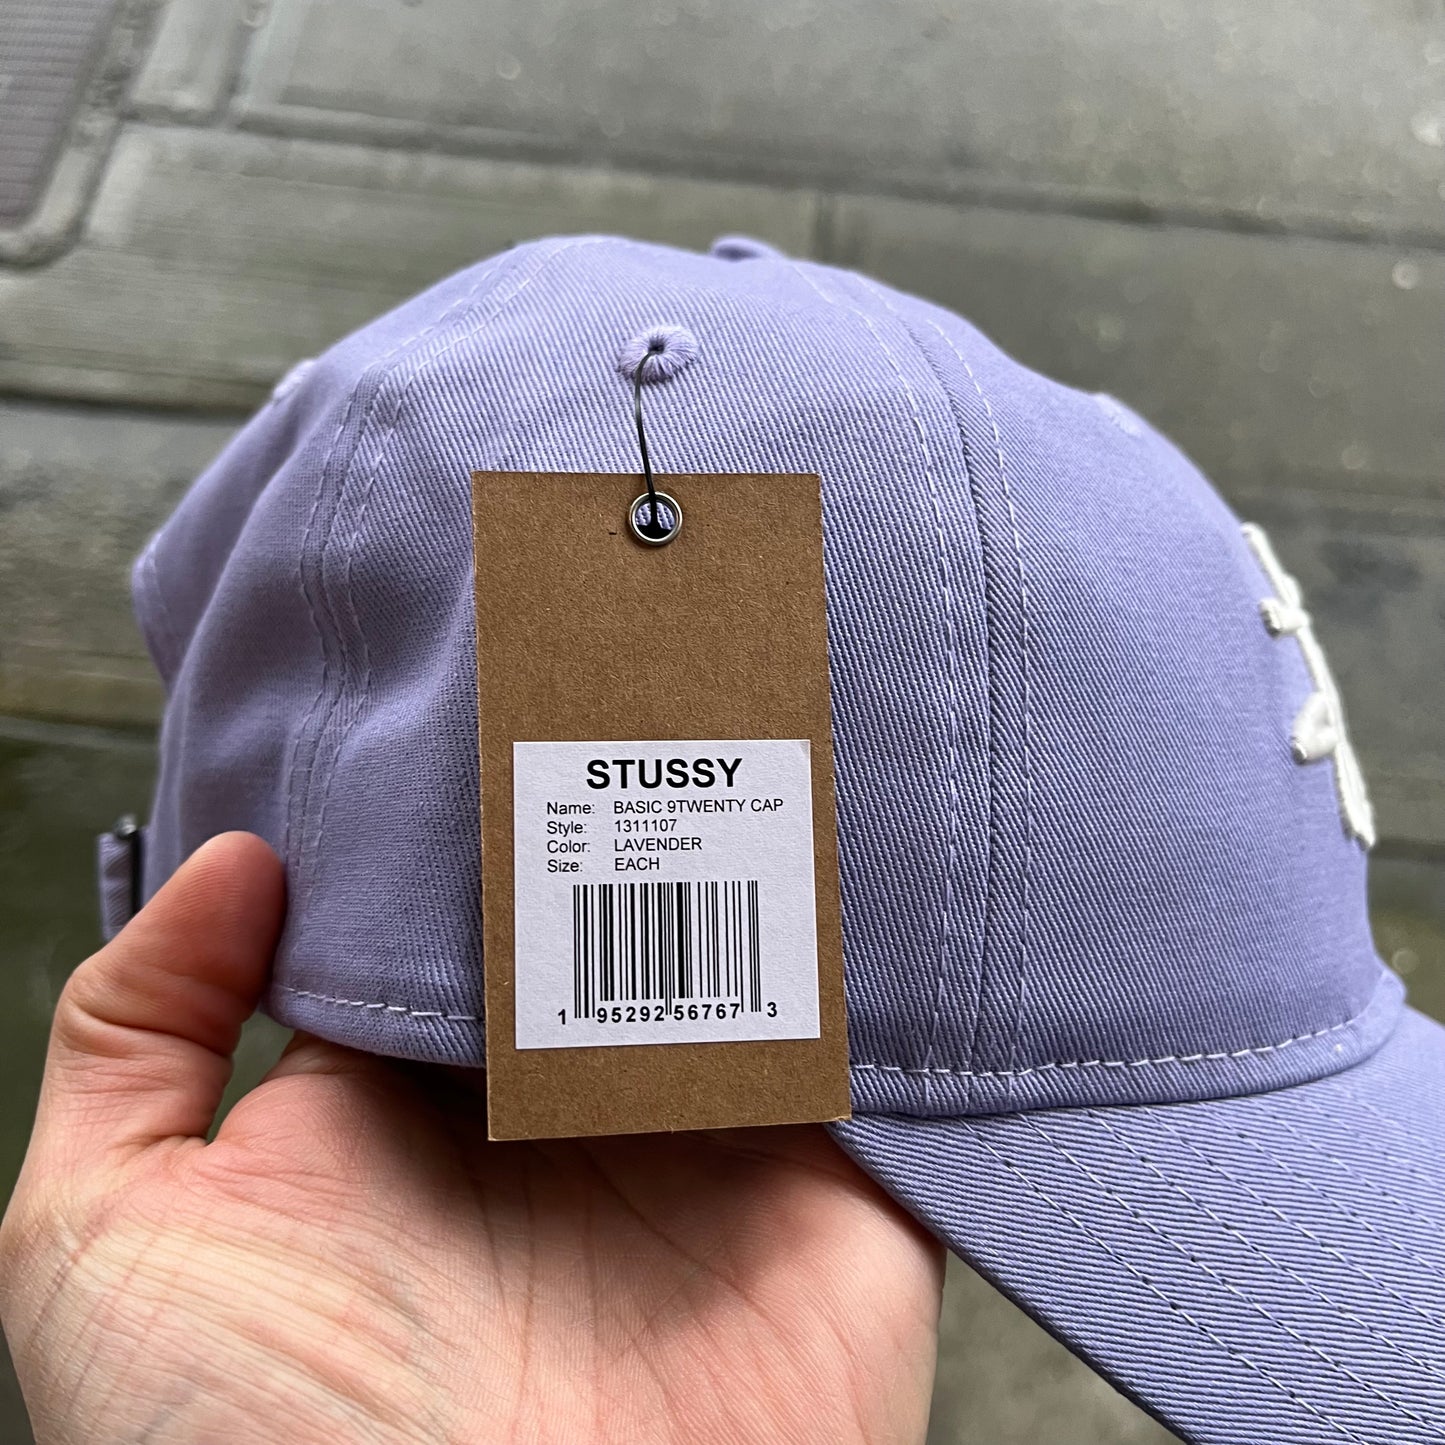 STUSSY
Name: BASIC 9TWENTY CAP
Style: 1311107
Color: LAVENDER
Size: EACH
1 95292 56767 3